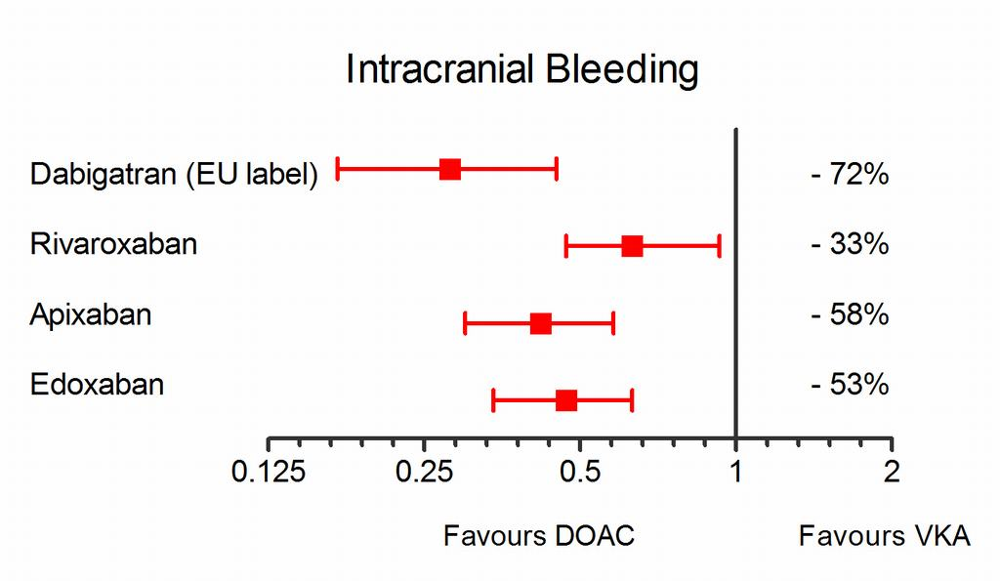 Intracranial Bleeding
Dabigatran (EU label) - 72%
Rivaroxaban - 33%
Apixaban - 58%
Edoxaban - 53%
0.125 0.25 0.5 1 2
Favours DOAC Favours VKA